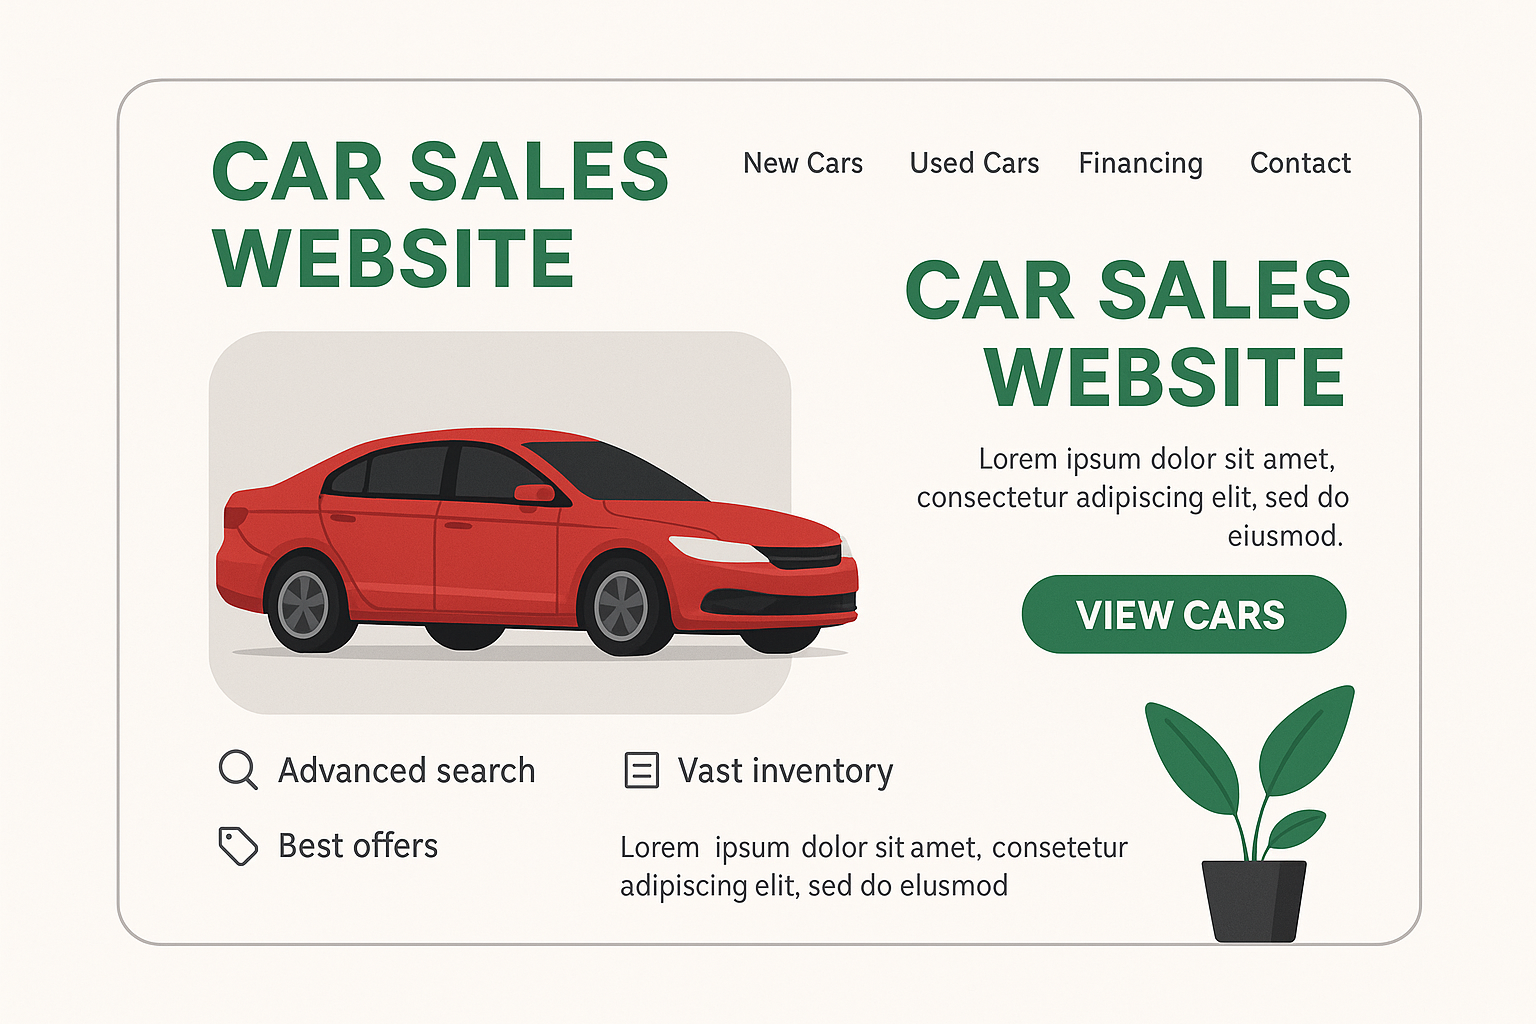 CAR SALES
WEBSITE
New Cars Used Cars Financing Contact
CAR SALES
WEBSITE
Lorem ipsum dolor sit amet,
consectetur adipiscing elit, sed do
eiusmod.
VIEW CARS
Advanced search
Vast inventory
Best offers
Lorem ipsum dolor sit amet, consetetur
adipiscing elit, sed do elusmod